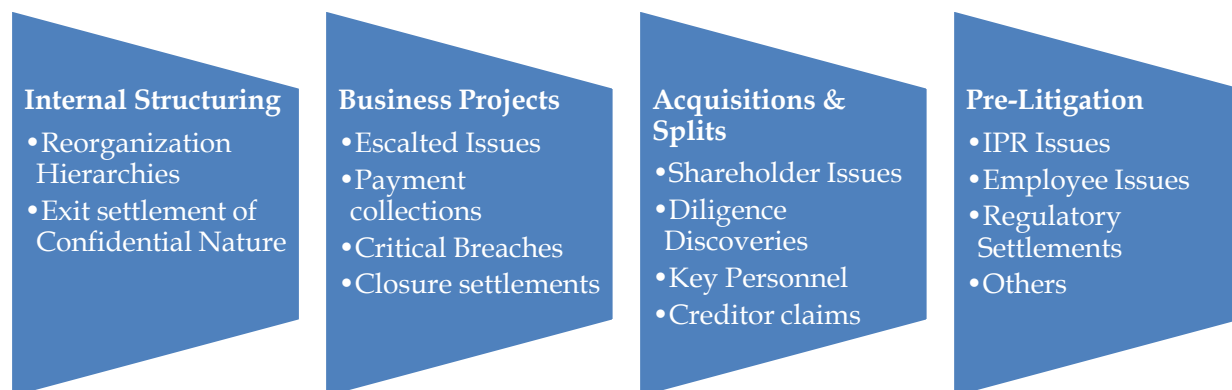 Internal Structuring
•Reorganization
Hierarchies
•Exit settlement of
Confidential Nature
Business Projects
•Escalted Issues
•Payment
collections
•Critical Breaches
•Closure settlements
Acquisitions &
Splits
•Shareholder Issues
•Diligence
Discoveries
•Key Personnel
•Creditor claims
Pre-Litigation
•IPR Issues
•Employee Issues
•Regulatory
Settlements
•Others